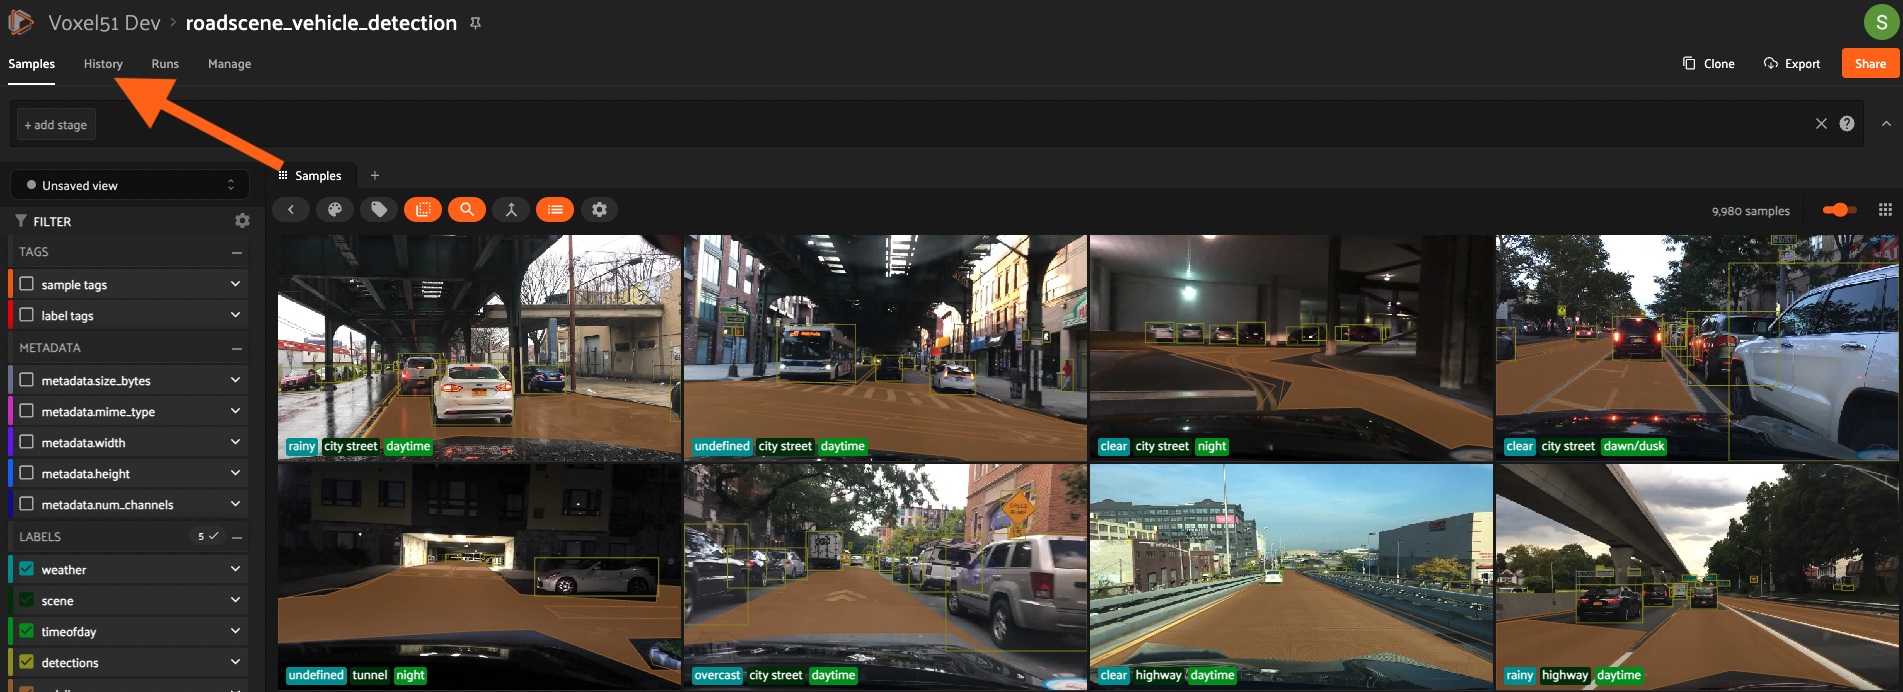 Voxel51 Dev > roadscene_vehicle_detection
S
Samples History Runs Manage
Clone Export Share
+ add stage
?
Unsaved view
Samples +
FILTER
9,980 samples
TAGS
sample tags
label tags
METADATA
metadata.size_bytes
metadata.mime_type
metadata.width
metadata.height
metadata.num_channels
LABELS 5
weather
scene
timeofday
detections
rainy city street daytime
undefined city street daytime
clear city street night
clear city street dawn/dusk
undefined tunnel night
overcast city street daytime
clear highway daytime
rainy highway daytime